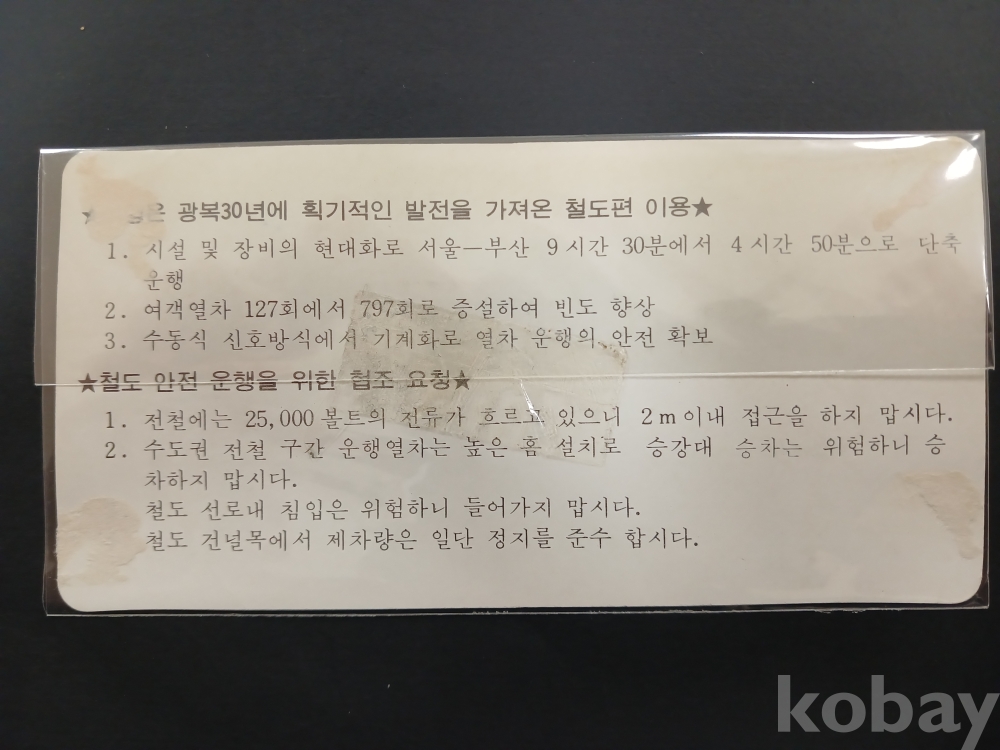 ★ 광복30년에 획기적인 발전을 가져온 철도편 이용★
1. 시설 및 장비의 현대화로 서울—부산 9시간 30분에서 4시간 50분으로 단축
운행
2. 여객열차 127회에서 797회로 증설하여 빈도 향상
3. 수동식 신호방식에서 기계화로 열차 운행의 안전 확보
★철도 안전 운행을 위한 협조 요청★
1. 전철에는 25,000볼트의 전류가 흐르고 있으니 2m이내 접근을 하지 맙시다.
2. 수도권 전철 구간 운행열차는 높은 홈 설치로 승강대 승차는 위험하니 승
차하지 맙시다.
철도 선로내 침입은 위험하니 들어가지 맙시다.
철도 건널목에서 제차량은 일단 정지를 준수 합시다.
kobay